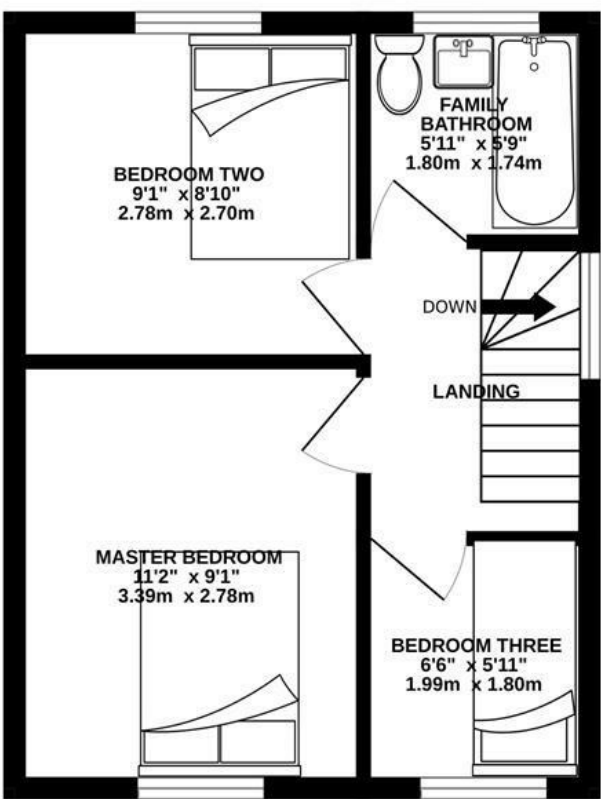 FAMILY
BATHROOM
5'11" x 5'9"
1.80m x 1.74m
BEDROOM TWO
9'1" x 8'10"
2.78m x 2.70m
DOWN
LANDING
MASTER BEDROOM
11'2" x 9'1"
3.39m x 2.78m
BEDROOM THREE
6'6" x 5'11"
1.99m x 1.80m